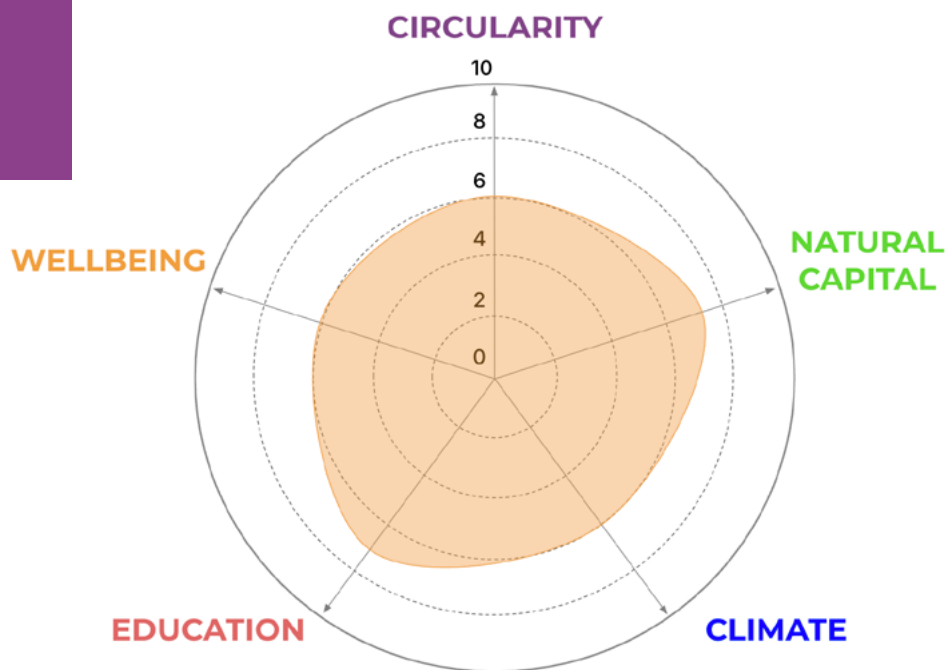 CIRCULARITY
10
8
6
4
2
0
NATURAL
CAPITAL
WELLBEING
EDUCATION
CLIMATE